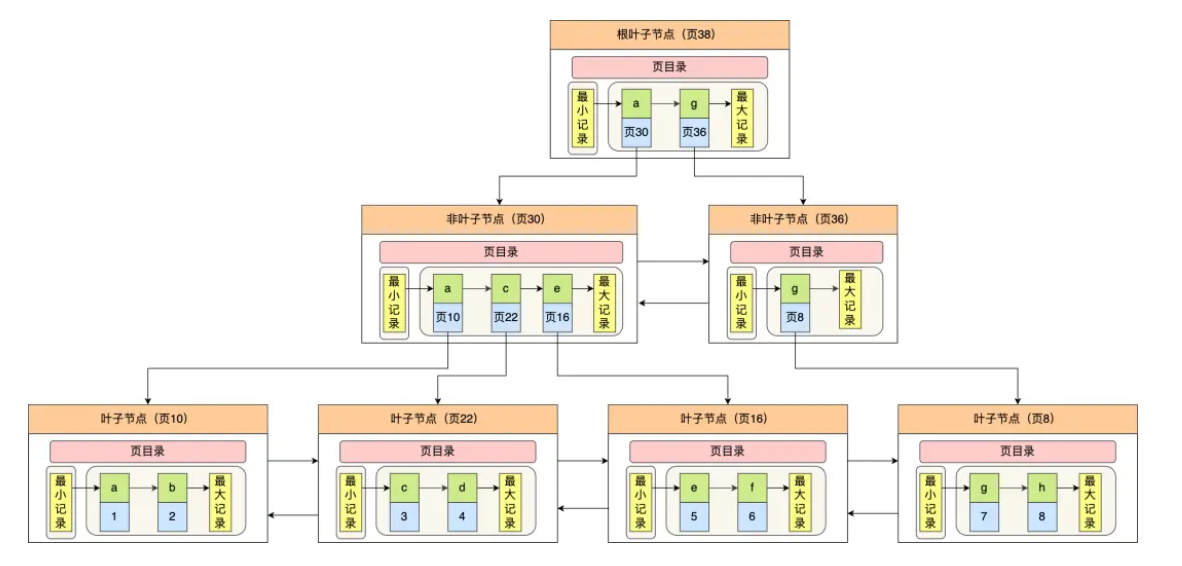 根叶子节点（页38）
页目录
最小记录
a
g
最大记录
页30
页36
非叶子节点（页30）
页目录
最小记录
a
c
e
最大记录
页10
页22
页16
非叶子节点（页36）
页目录
最小记录
g
最大记录
页8
叶子节点（页10）
页目录
最小记录
a
b
最大记录
1
2
叶子节点（页22）
页目录
最小记录
c
d
最大记录
3
4
叶子节点（页16）
页目录
最小记录
e
f
最大记录
5
6
叶子节点（页8）
页目录
最小记录
g
h
最大记录
7
8